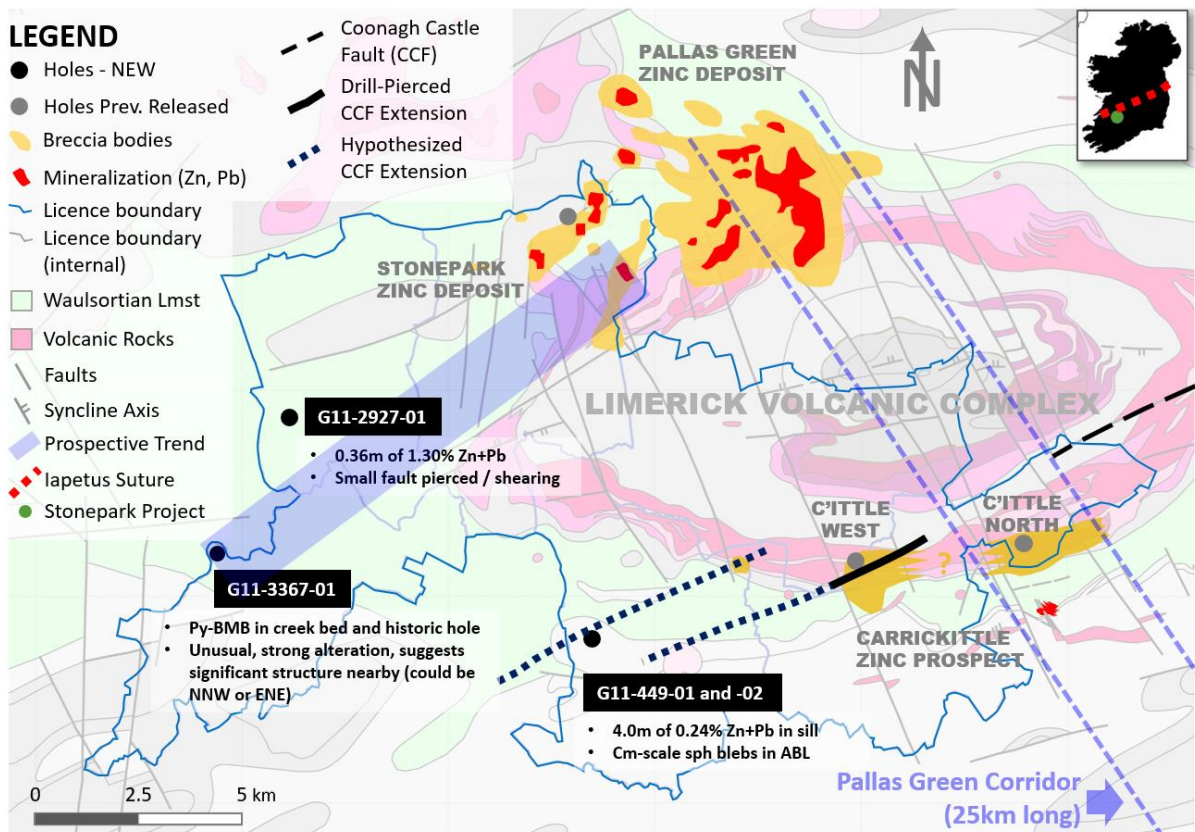 LEGEND
Holes - NEW
Holes Prev. Released
Breccia bodies
Mineralization (Zn, Pb)
Licence boundary
Licence boundary
(internal)
Waulsortian Lmst
Volcanic Rocks
Faults
Syncline Axis
Prospective Trend
Iapetus Suture
Stonepark Project
Coonagh Castle
Fault (CCF)
Drill-Pierced
CCF Extension
Hypothesized
CCF Extension
PALLAS GREEN
ZINC DEPOSIT
N
STONEPARK
ZINC DEPOSIT
LIMERICK VOLCANIC COMPLEX
G11-2927-01
• 0.36m of 1.30% Zn+Pb
• Small fault pierced / shearing
C'ITTLE
WEST
C'ITTLE
NORTH
?
G11-3367-01
• Py-BMB in creek bed and historic hole
• Unusual, strong alteration, suggests
significant structure nearby (could be
NNW or ENE)
CARRICKITTLE
ZINC PROSPECT
G11-449-01 and -02
• 4.0m of 0.24% Zn+Pb in sill
• Cm-scale sph blebs in ABL
Pallas Green Corridor
(25km long)
0 2.5 5 km